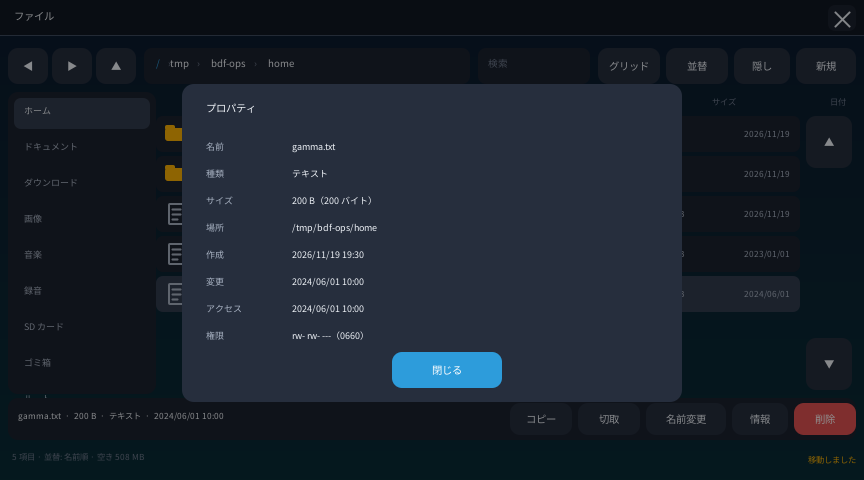 ファイル
◀ ▶ ▲ / tmp › bdf-ops › home 検索 グリッド 並替 隠し 新規
サイズ 日付
ホーム
ドキュメント
ダウンロード
画像
音楽
録音
SD カード
ゴミ箱
2026/11/19
2026/11/19
2026/11/19
2023/01/01
2024/06/01
▲
▼
プロパティ
名前 gamma.txt
種類 テキスト
サイズ 200 B（200 バイト）
場所 /tmp/bdf-ops/home
作成 2026/11/19 19:30
変更 2024/06/01 10:00
アクセス 2024/06/01 10:00
権限 rw- rw- ---（0660）
閉じる
gamma.txt · 200 B · テキスト · 2024/06/01 10:00
コピー 切取 名前変更 情報 削除
5 項目 · 並替: 名前順 · 空き 508 MB
移動しました